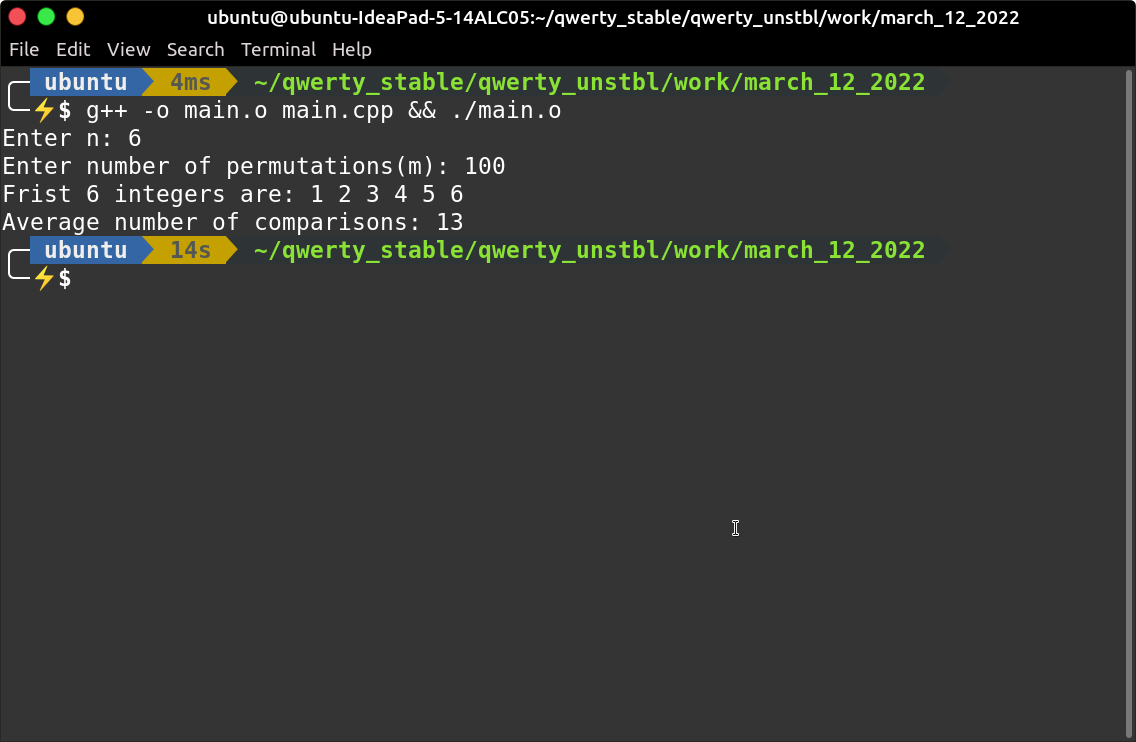 ubuntu@ubuntu-IdeaPad-5-14ALC05:~/qwerty_stable/qwerty_unstbl/work/march_12_2022
File Edit View Search Terminal Help
ubuntu 4ms ~/qwerty_stable/qwerty_unstbl/work/march_12_2022
⚡$ g++ -o main.o main.cpp && ./main.o
Enter n: 6
Enter number of permutations(m): 100
Frist 6 integers are: 1 2 3 4 5 6
Average number of comparisons: 13
ubuntu 14s ~/qwerty_stable/qwerty_unstbl/work/march_12_2022
⚡$